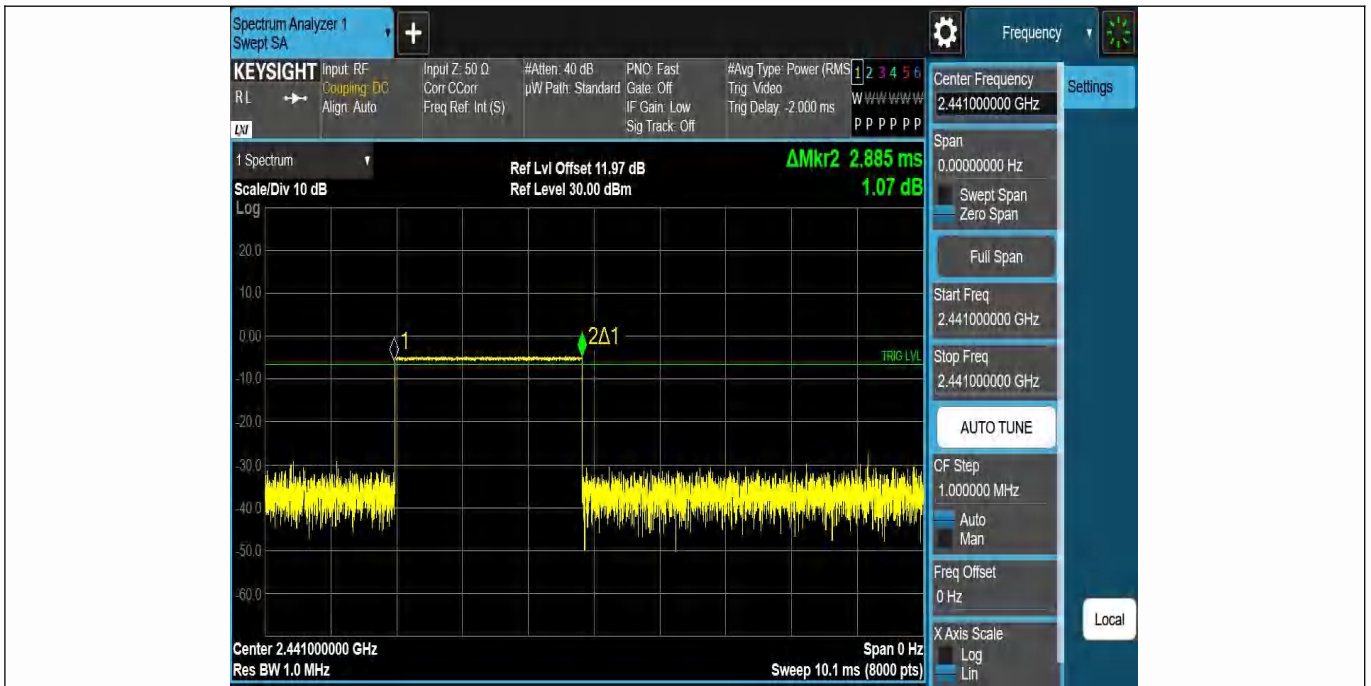 Spectrum Analyzer 1
Swept SA
+
Frequency
KEYSIGHT
RL
LXI
Input: RF
Coupling: DC
Align: Auto
Input Z: 50 Ω
Corr CCorr
Freq Ref: Int (S)
#Atten: 40 dB
µW Path: Standard
PNO: Fast
Gate: Off
IF Gain: Low
Sig Track: Off
#Avg Type: Power (RMS
Trig: Video
Trig Delay: -2.000 ms
1 2 3 4 5 6
W W W W W W
P P P P P P
Center Frequency
2.441000000 GHz
Settings
1 Spectrum
Scale/Div 10 dB
Log
Ref Lvl Offset 11.97 dB
Ref Level 30.00 dBm
ΔMkr2 2.885 ms
1.07 dB
Span
0.00000000 Hz
Swept Span
Zero Span
Full Span
Start Freq
2.441000000 GHz
Stop Freq
2.441000000 GHz
AUTO TUNE
CF Step
1.000000 MHz
Auto
Man
Freq Offset
0 Hz
X Axis Scale
Log
Lin
Local
20.0
10.0
0.00
-10.0
-20.0
-30.0
-40.0
-50.0
-60.0
1
2Δ1
TRIG LVL
Center 2.441000000 GHz
Res BW 1.0 MHz
Span 0 Hz
Sweep 10.1 ms (8000 pts)